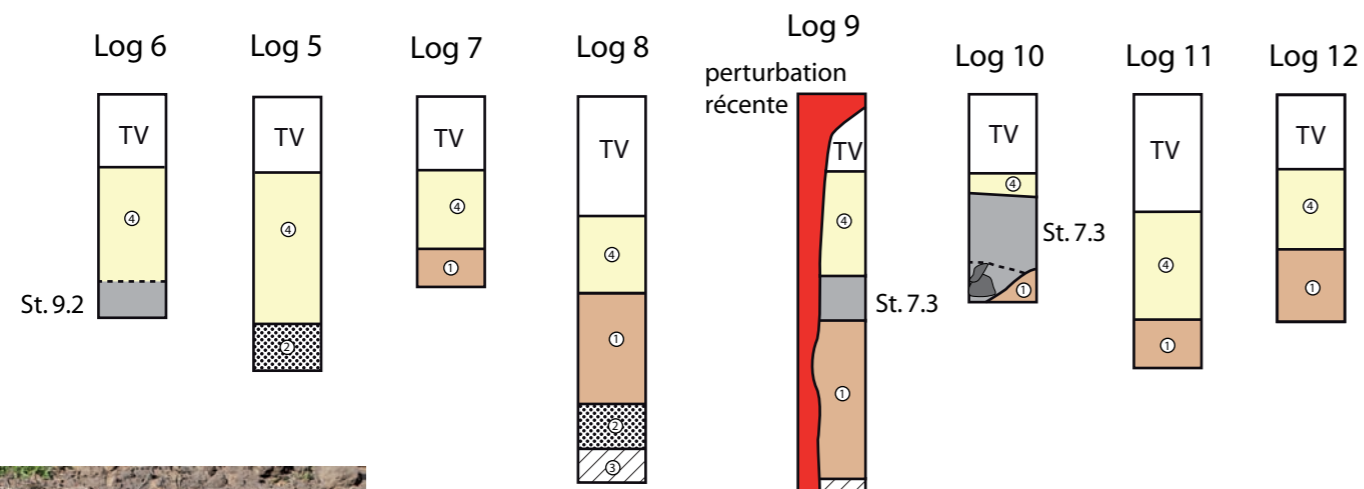 Log 6
Log 5
Log 7
Log 8
Log 9
Log 10
Log 11
Log 12
perturbation
récente
TV
TV
TV
TV
TV
TV
TV
TV
④
④
④
④
④
④
④
④
St. 9.2
②
①
①
②
③
St. 7.3
①
St. 7.3
①
①
①